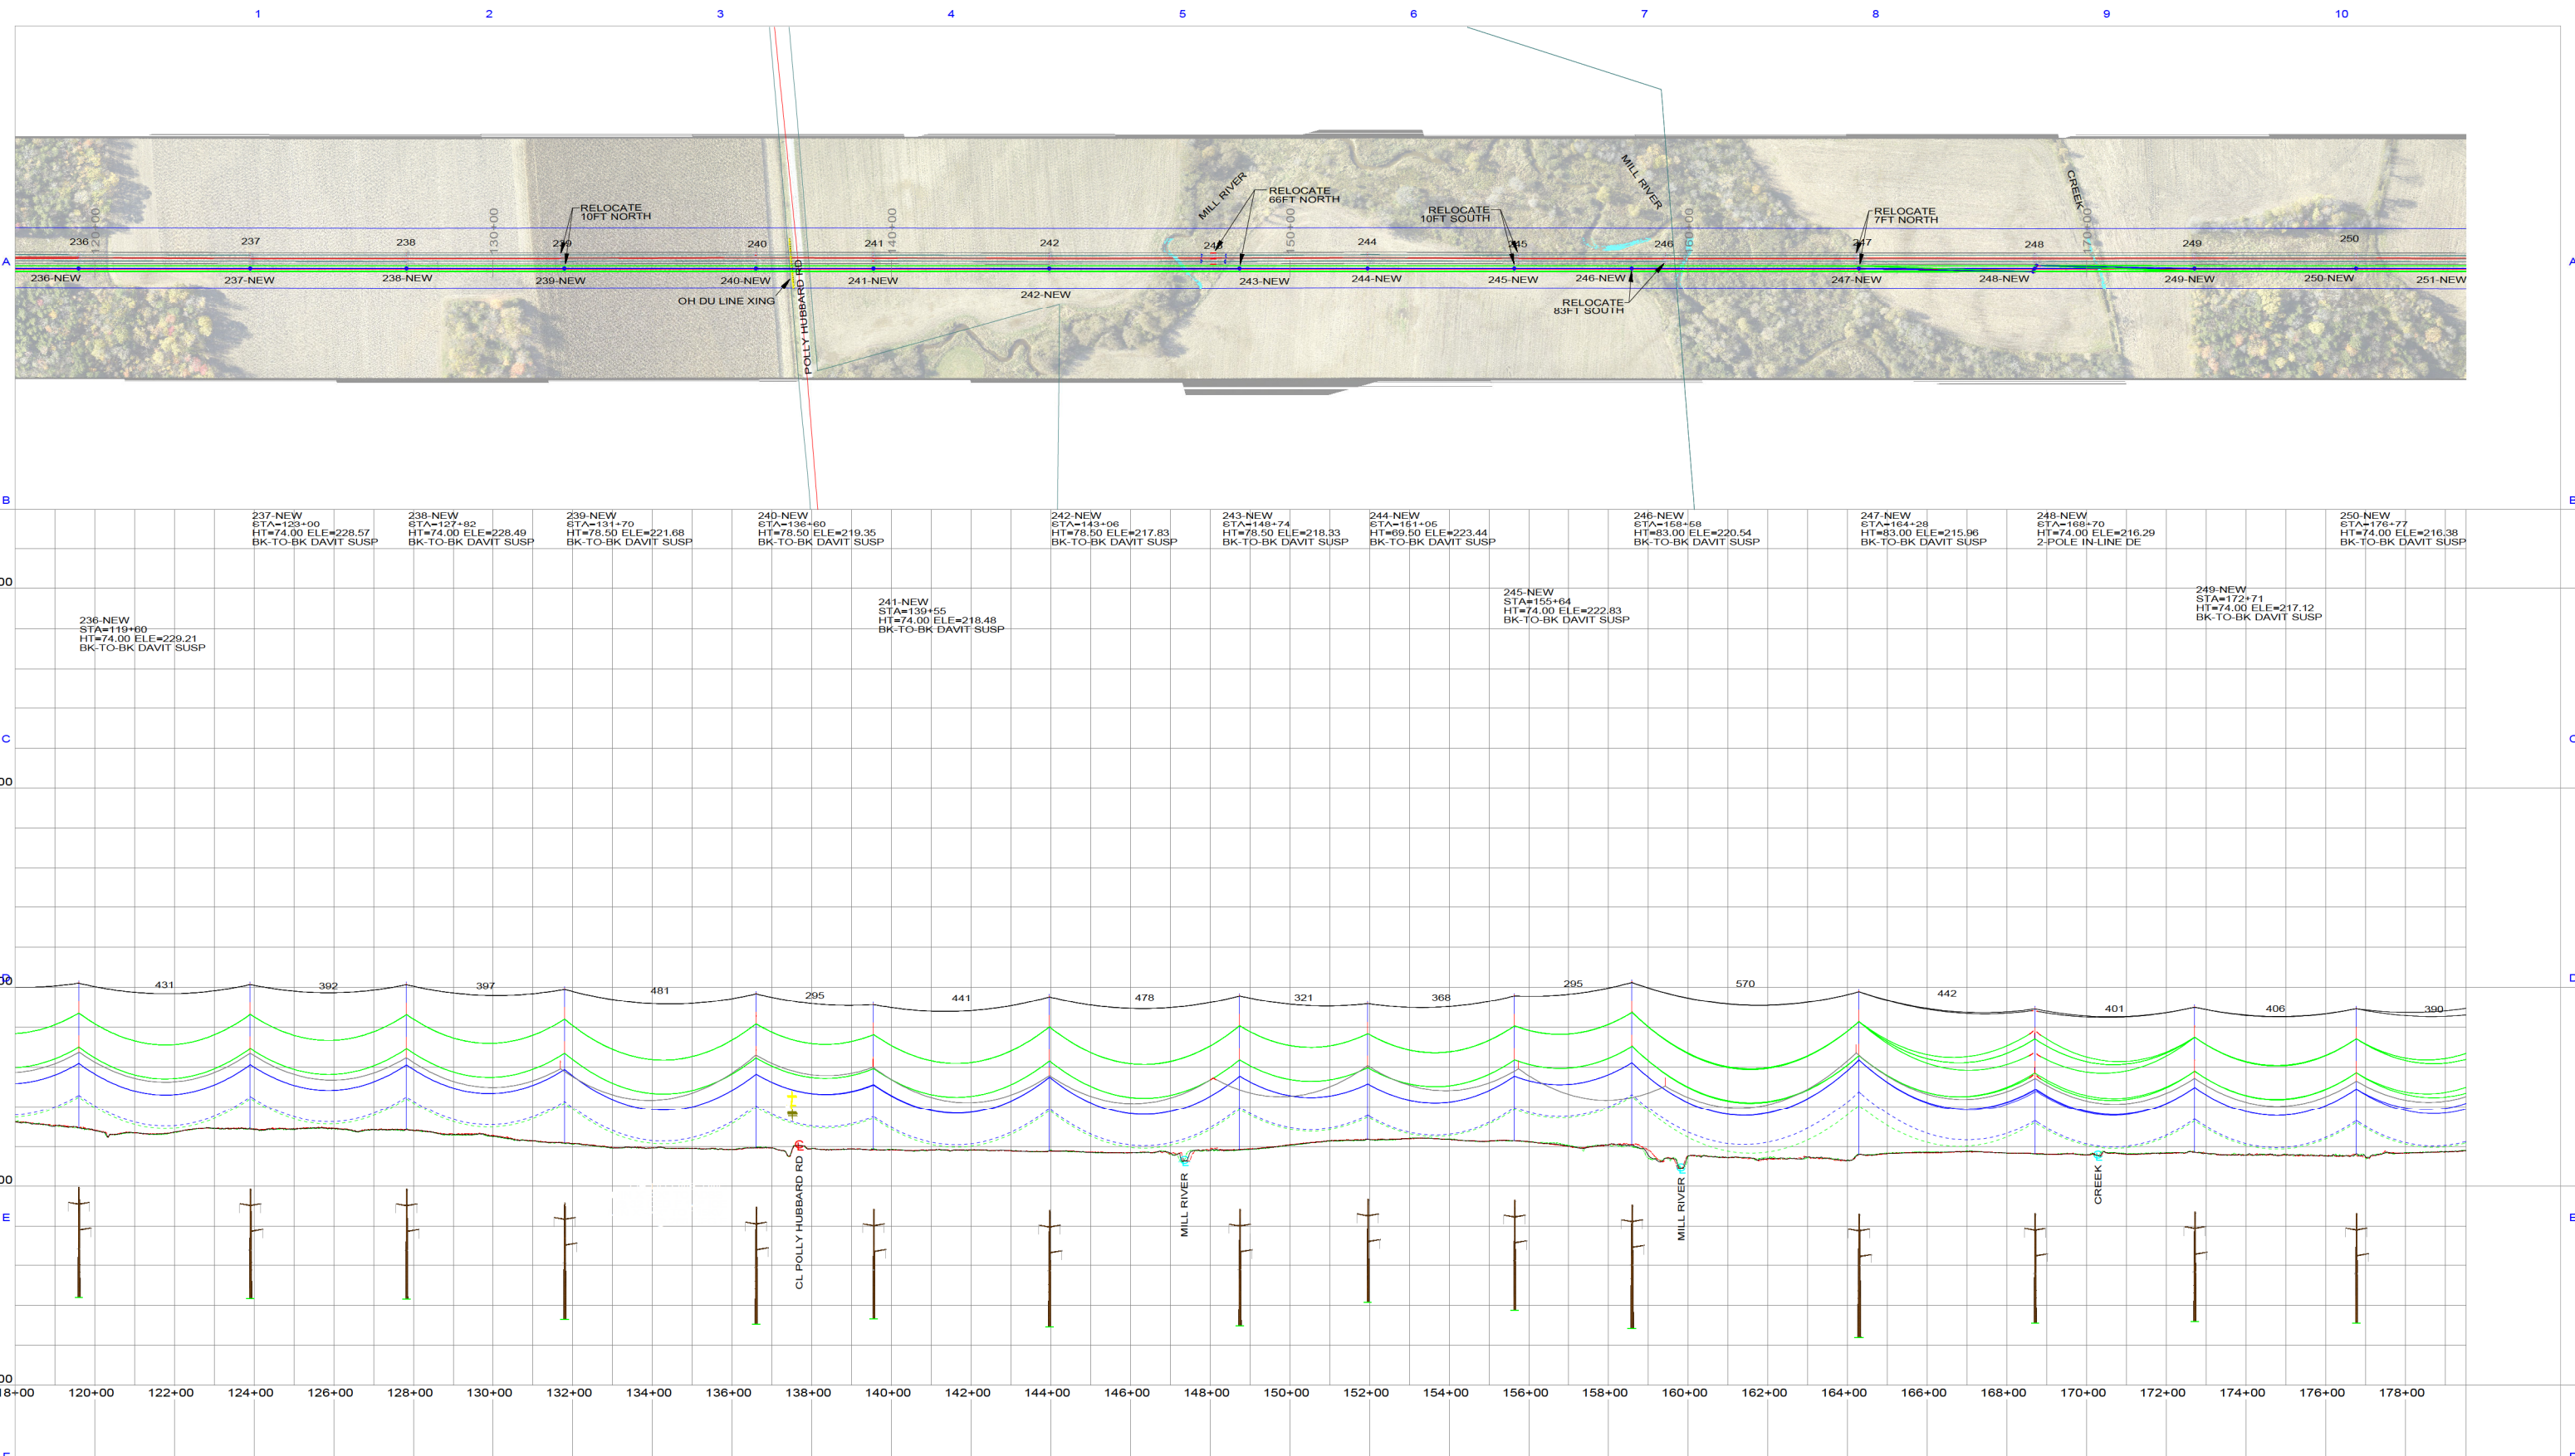 1 2 3 4 5 6 7 8 9 10
MILL RIVER
MILL RIVER
CREEK
RELOCATE
66FT NORTH
RELOCATE
10FT NORTH
RELOCATE
10FT SOUTH
RELOCATE
7FT NORTH
120+00 130+00 140+00 150+00 160+00 170+00
236 237 238 239 240 241 242 243 244 245 246 247 248 249 250
A A
236-NEW 237-NEW 238-NEW 239-NEW 240-NEW 241-NEW 242-NEW 243-NEW 244-NEW 245-NEW 246-NEW 247-NEW 248-NEW 249-NEW 250-NEW 251-NEW
OH DU LINE XING
POLLY HUBBARD RD
RELOCATE
83FT SOUTH
B
237-NEW
STA=123+00
HT=74.00 ELE=228.57
BK-TO-BK DAVIT SUSP
238-NEW
STA=127+82
HT=74.00 ELE=228.49
BK-TO-BK DAVIT SUSP
239-NEW
STA=131+70
HT=78.50 ELE=221.68
BK-TO-BK DAVIT SUSP
240-NEW
STA=136+60
HT=78.50 ELE=219.35
BK-TO-BK DAVIT SUSP
242-NEW
STA=143+06
HT=78.50 ELE=217.83
BK-TO-BK DAVIT SUSP
243-NEW
STA=148+74
HT=78.50 ELE=218.33
BK-TO-BK DAVIT SUSP
244-NEW
STA=151+05
HT=69.50 ELE=223.44
BK-TO-BK DAVIT SUSP
246-NEW
STA=158+58
HT=83.00 ELE=220.54
BK-TO-BK DAVIT SUSP
247-NEW
STA=164+28
HT=83.00 ELE=215.96
BK-TO-BK DAVIT SUSP
248-NEW
STA=168+70
HT=74.00 ELE=216.29
2-POLE IN-LINE DE
250-NEW
STA=176+77
HT=74.00 ELE=216.38
BK-TO-BK DAVIT SUSP
236-NEW
STA=119+60
HT=74.00 ELE=229.21
BK-TO-BK DAVIT SUSP
241-NEW
STA=139+55
HT=74.00 ELE=218.48
BK-TO-BK DAVIT SUSP
245-NEW
STA=155+64
HT=74.00 ELE=222.83
BK-TO-BK DAVIT SUSP
249-NEW
STA=172+71
HT=74.00 ELE=217.12
BK-TO-BK DAVIT SUSP
C
D
431 392 397 481 295 441 478 321 368 295 570 442 401 406 390
CL POLLY HUBBARD RD
MILL RIVER
MILL RIVER
CREEK
E
18+00 120+00 122+00 124+00 126+00 128+00 130+00 132+00 134+00 136+00 138+00 140+00 142+00 144+00 146+00 148+00 150+00 152+00 154+00 156+00 158+00 160+00 162+00 164+00 166+00 168+00 170+00 172+00 174+00 176+00 178+00